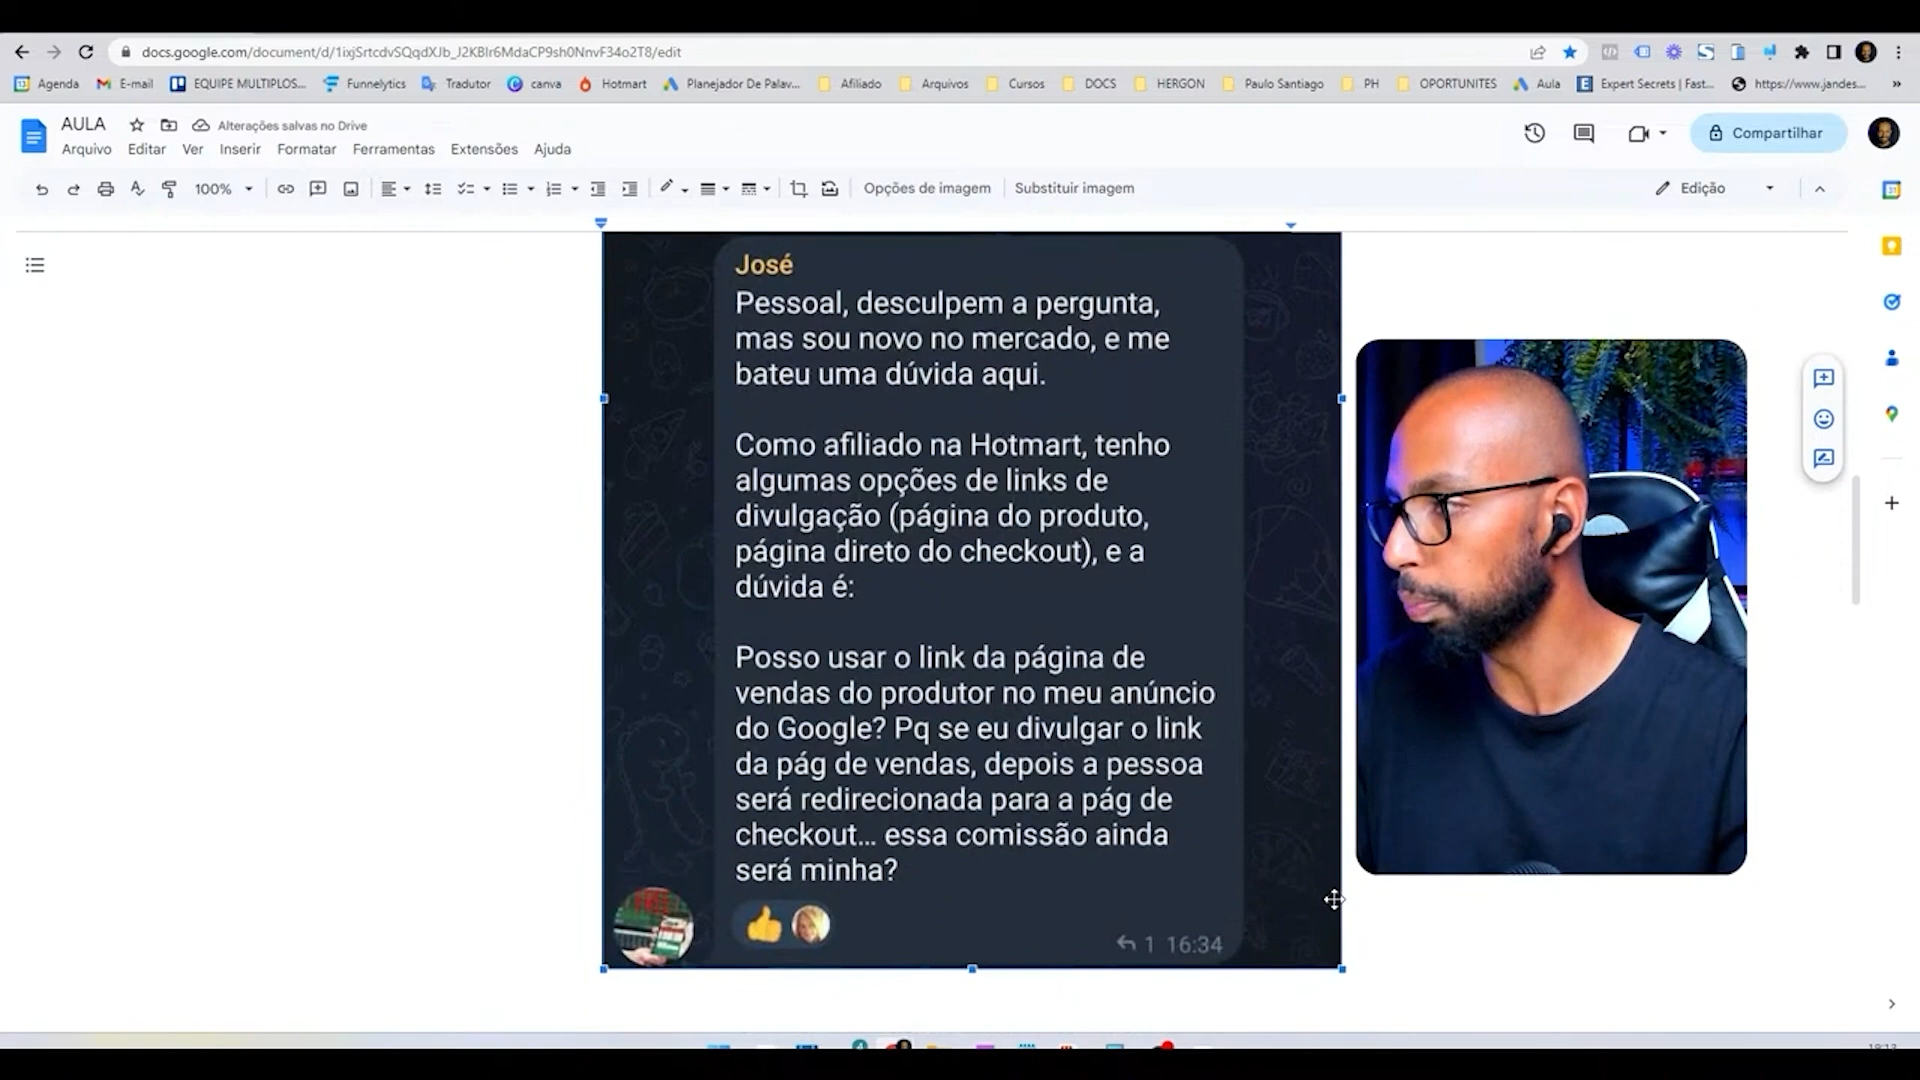 docs.google.com/document/d/1ixjSrtcdvSQqdXJb_J2KBIr6MdaCP9sh0NnvF34o2T8/edit
Agenda E-mail EQUIPE MULTIPLOS... Funnelytics Tradutor canva Hotmart Planejador De Palav... Afiliado Arquivos Cursos DOCS HERGON Paulo Santiago PH OPORTUNITES Aula Expert Secrets | Fast... https://www.jandes... »
AULA Alterações salvas no Drive
Arquivo Editar Ver Inserir Formatar Ferramentas Extensões Ajuda
Compartilhar
100% Opções de imagem Substituir imagem Edição
José
Pessoal, desculpem a pergunta,
mas sou novo no mercado, e me
bateu uma dúvida aqui.
Como afiliado na Hotmart, tenho
algumas opções de links de
divulgação (página do produto,
página direto do checkout), e a
dúvida é:
Posso usar o link da página de
vendas do produtor no meu anúncio
do Google? Pq se eu divulgar o link
da pág de vendas, depois a pessoa
será redirecionada para a pág de
checkout... essa comissão ainda
será minha?
1 16:34